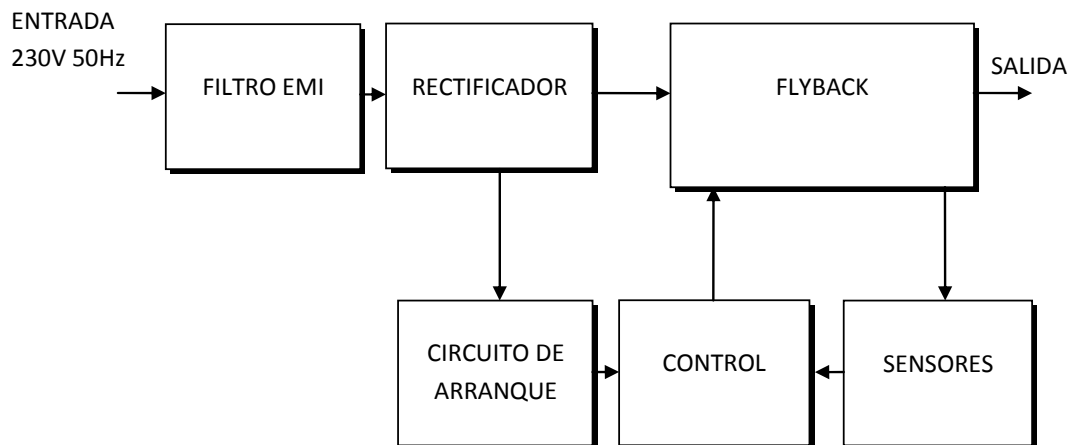 ENTRADA
230V 50Hz
FILTRO EMI
RECTIFICADOR
FLYBACK
SALIDA
CIRCUITO DE
ARRANQUE
CONTROL
SENSORES